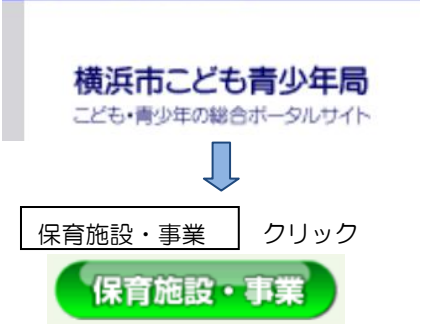 横浜市こども青少年局
こども・青少年の総合ポータルサイト
保育施設・事業 クリック
保育施設・事業